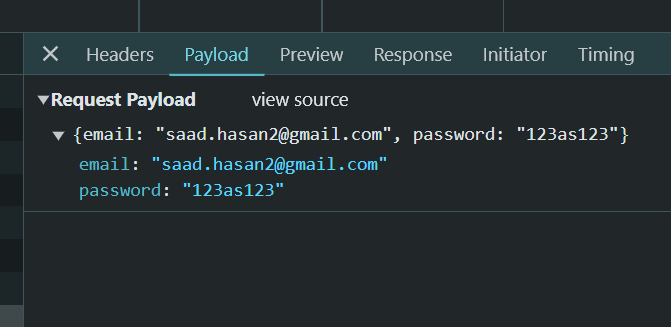 Headers Payload Preview Response Initiator Timing
Request Payload view source
{email: "saad.hasan2@gmail.com", password: "123as123"}
email: "saad.hasan2@gmail.com"
password: "123as123"